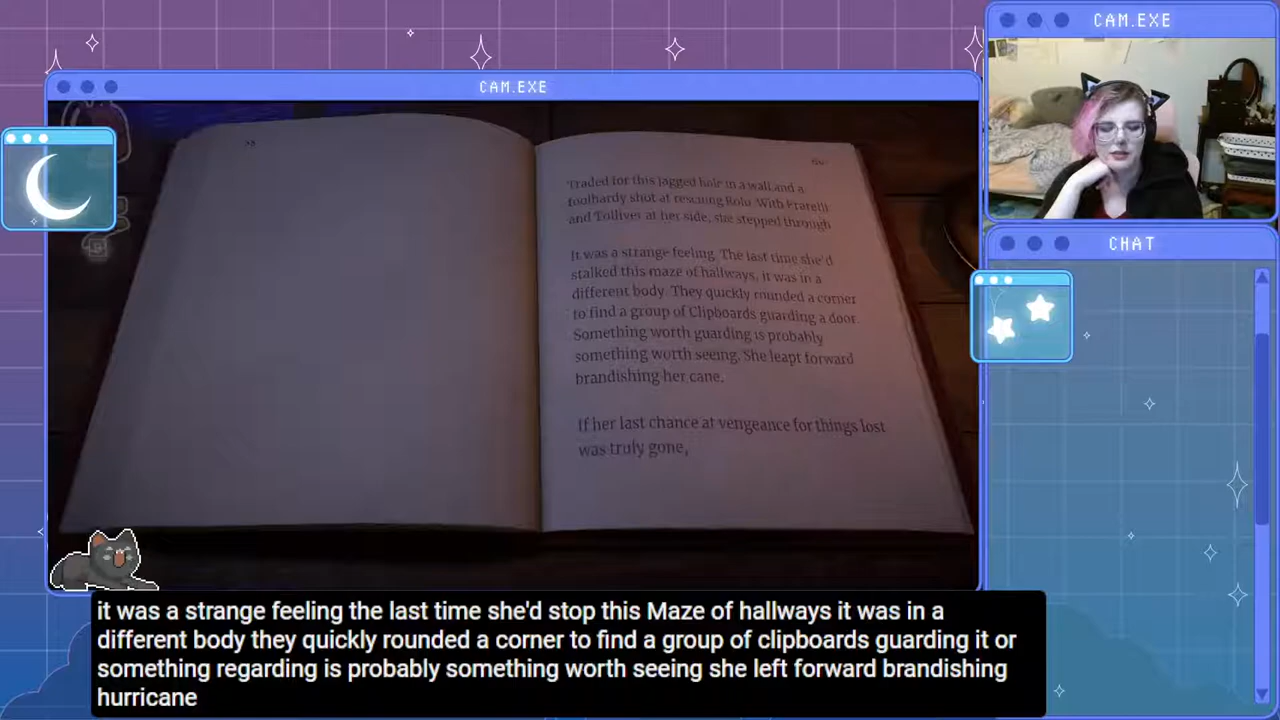 CAM.EXE
CAM.EXE
Traded for this jagged hole in a wall and a
foolhardy shot at rescuing Rolo. With Frarelli
and Tolliver at her side, she stepped through
It was a strange feeling. The last time she'd
stalked this maze of hallways, it was in a
different body. They quickly rounded a corner
to find a group of Clipboards guarding a door.
Something worth guarding is probably
something worth seeing. She leapt forward
brandishing her cane.
If her last chance at vengeance for things lost
was truly gone,
CHAT
it was a strange feeling the last time she'd stop this Maze of hallways it was in a
different body they quickly rounded a corner to find a group of clipboards guarding it or
something regarding is probably something worth seeing she left forward brandishing
hurricane